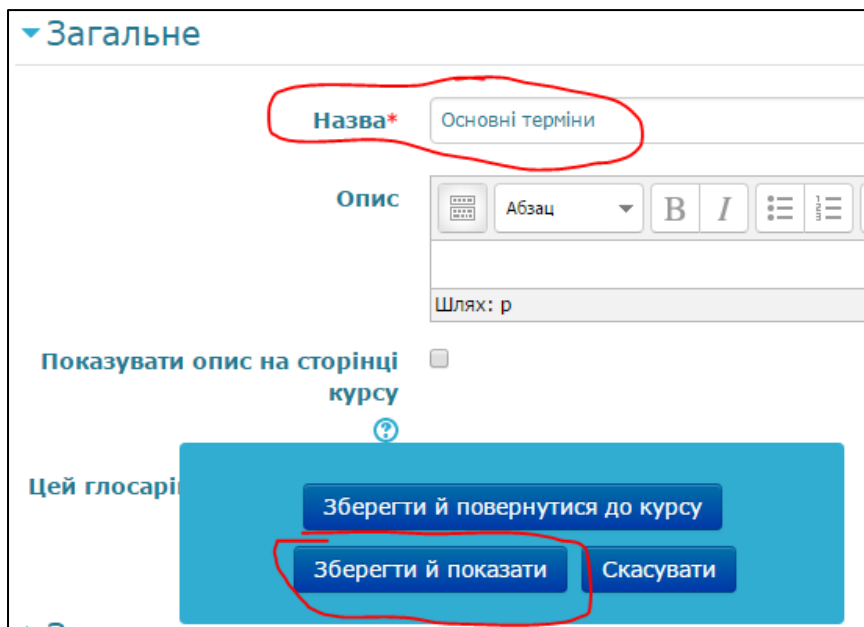 Загальне
Назва* Основні терміни
Опис Абзац B I
Шлях: p
Показувати опис на сторінці
курсу
Цей глосарі
Зберегти й повернутися до курсу
Зберегти й показати Скасувати